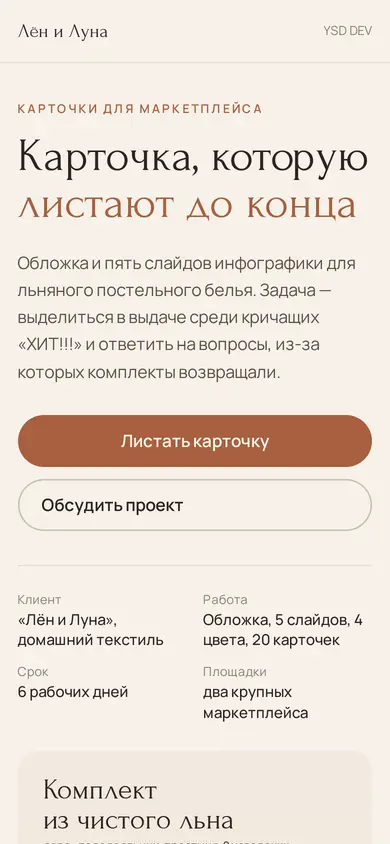 Лён и Луна
YSD DEV
КАРТОЧКИ ДЛЯ МАРКЕТПЛЕЙСА
Карточка, которую
листают до конца
Обложка и пять слайдов инфографики для
льняного постельного белья. Задача —
выделиться в выдаче среди кричащих
«ХИТ!!!» и ответить на вопросы, из-за
которых комплекты возвращали.
Листать карточку
Обсудить проект
Клиент
«Лён и Луна»,
домашний текстиль
Работа
Обложка, 5 слайдов, 4
цвета, 20 карточек
Срок
6 рабочих дней
Площадки
два крупных
маркетплейса
Комплект
из чистого льна